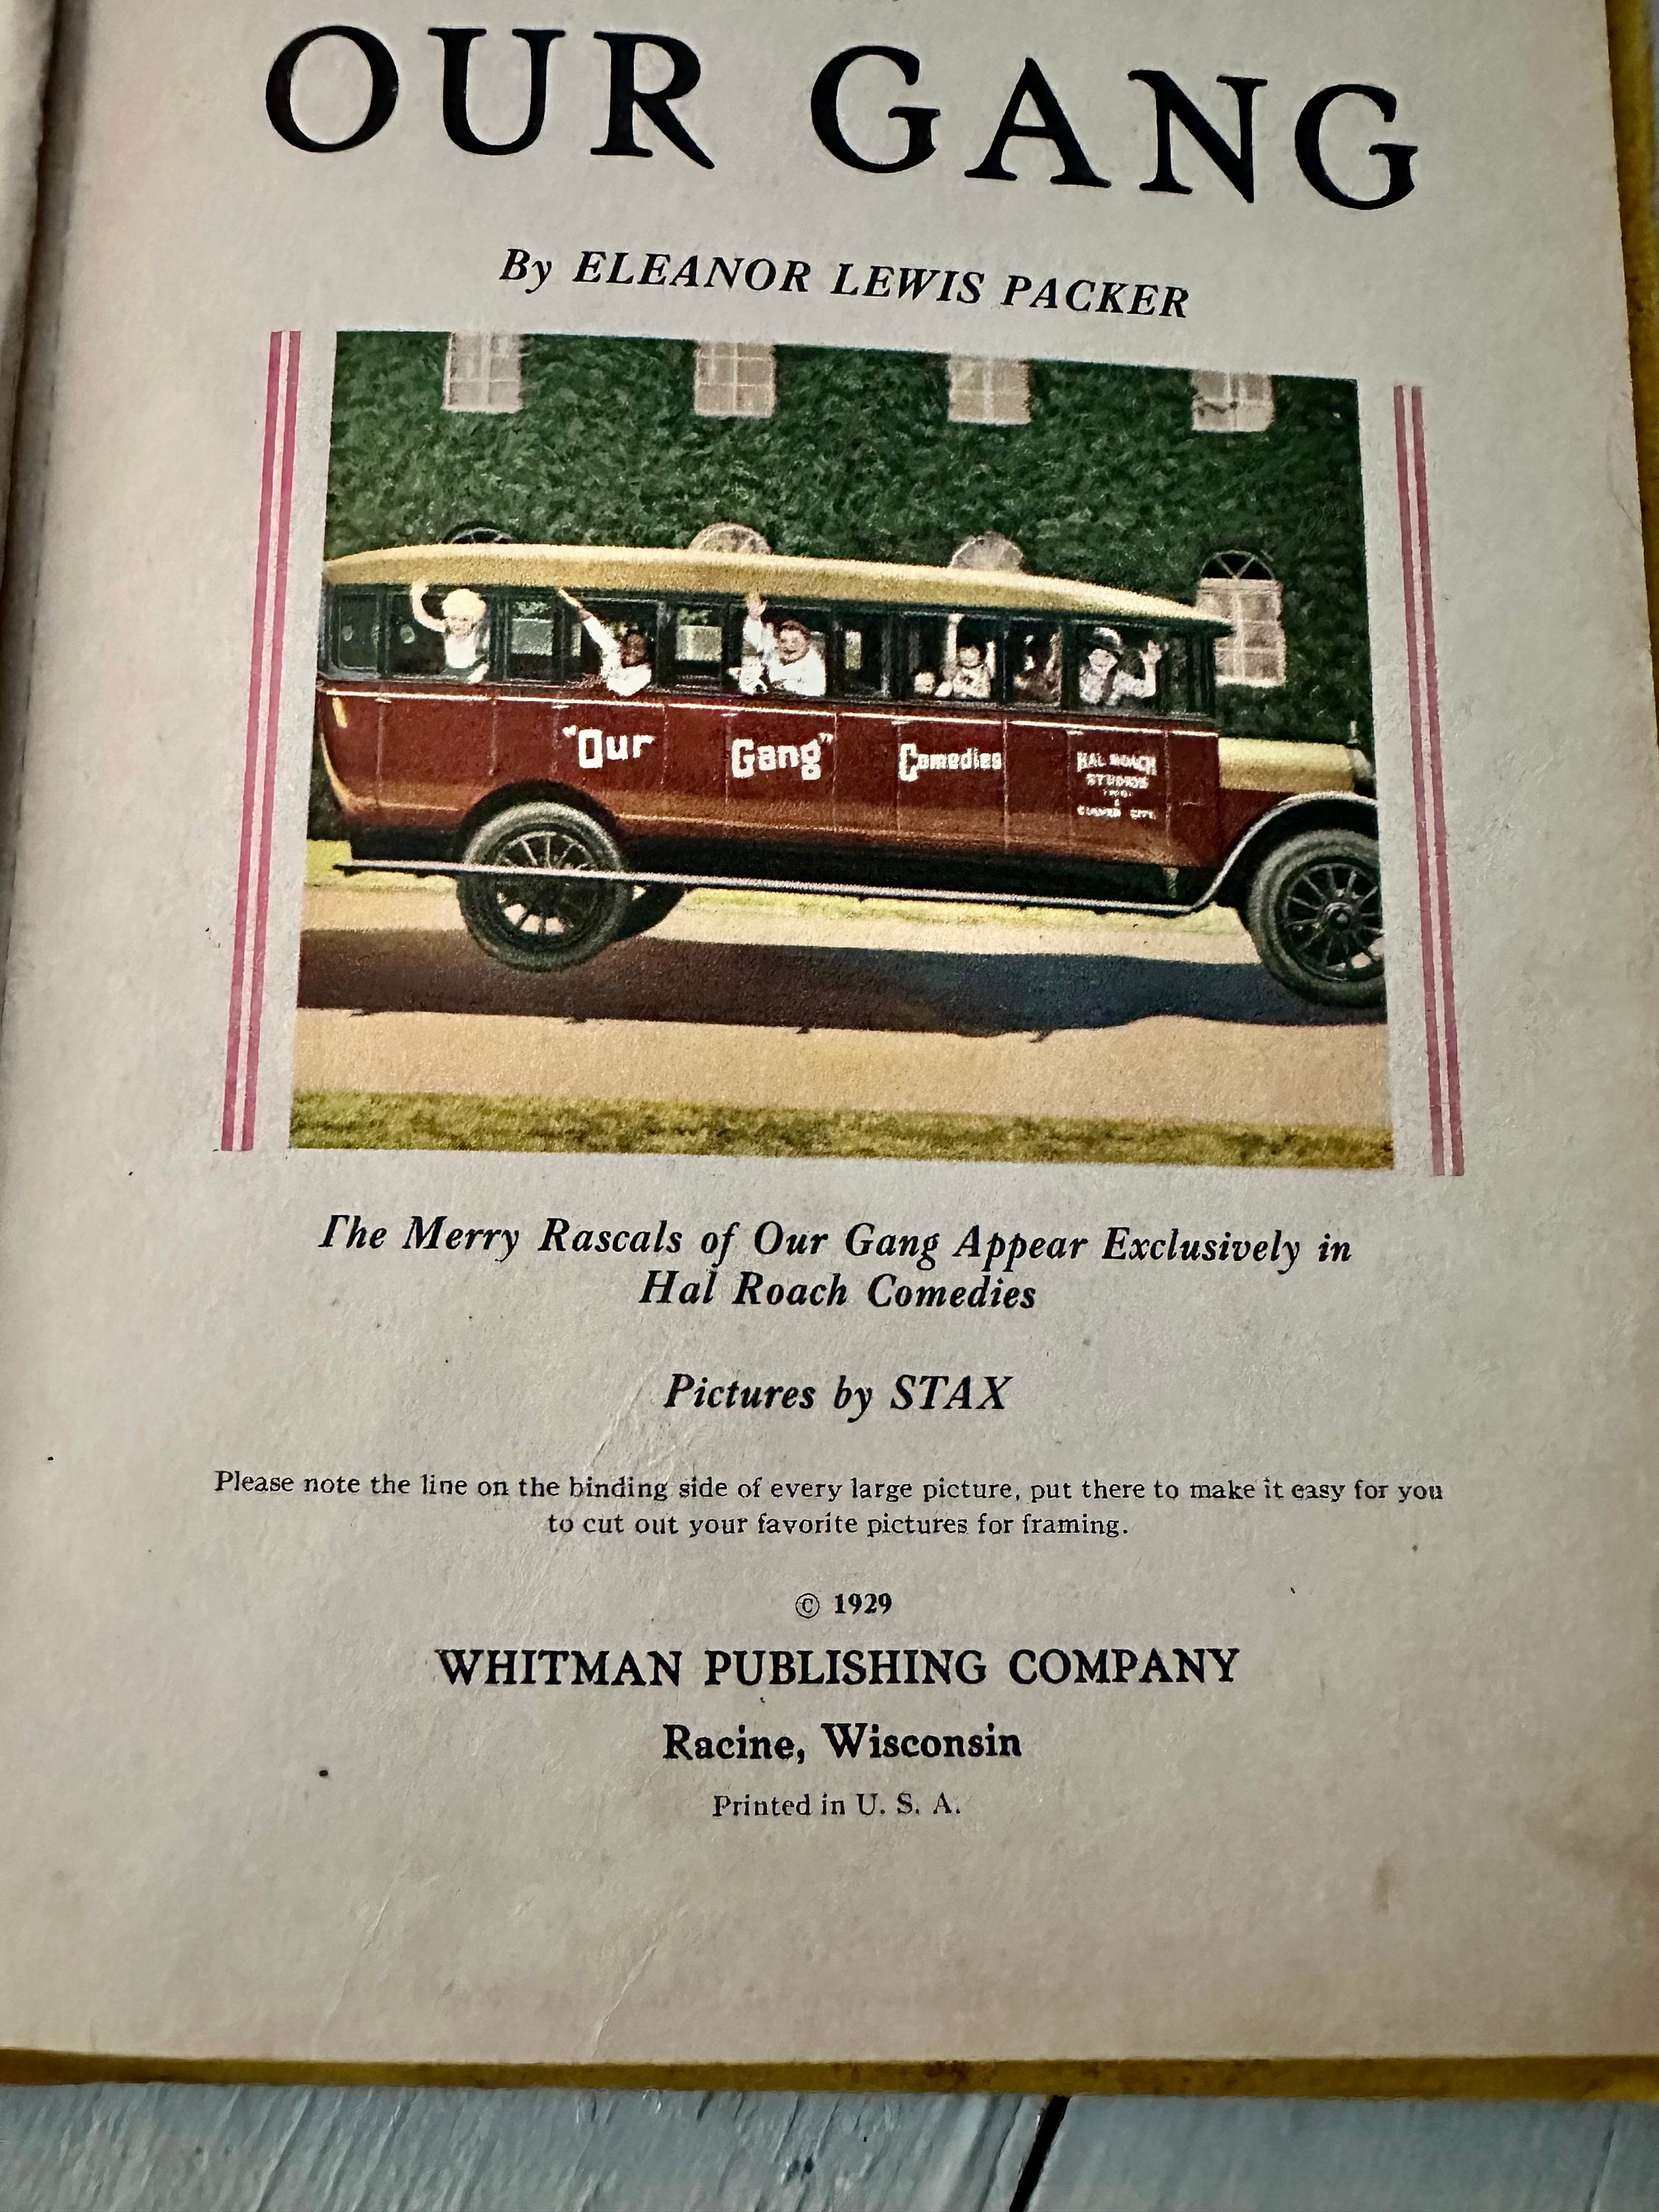 OUR GANG
By ELEANOR LEWIS PACKER
"Our Gang" Comedies
HAL ROACH
STUDIOS
CULVER CITY
The Merry Rascals of Our Gang Appear Exclusively in
Hal Roach Comedies
Pictures by STAX
Please note the line on the binding side of every large picture, put there to make it easy for you
to cut out your favorite pictures for framing.
© 1929
WHITMAN PUBLISHING COMPANY
Racine, Wisconsin
Printed in U. S. A.